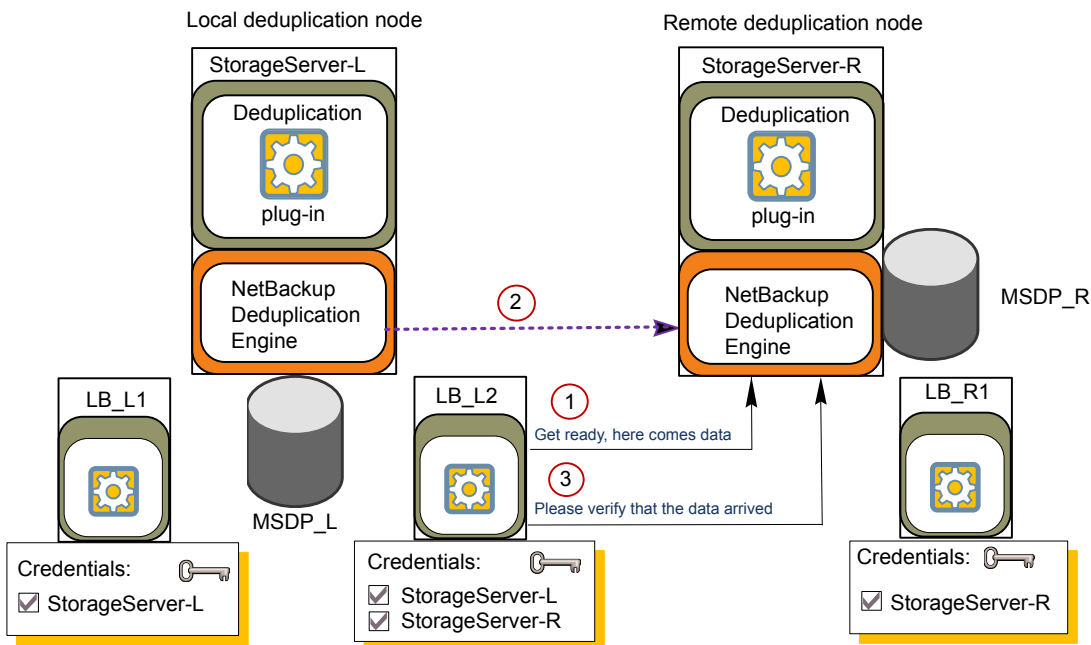 Local deduplication node
Remote deduplication node
StorageServer-L
StorageServer-R
Deduplication
plug-in
Deduplication
plug-in
NetBackup
Deduplication
Engine
2
NetBackup
Deduplication
Engine
MSDP_R
LB_L1
MSDP_L
LB_L2
1
Get ready, here comes data
3
Please verify that the data arrived
LB_R1
Credentials:
StorageServer-L
Credentials:
StorageServer-L
StorageServer-R
Credentials:
StorageServer-R